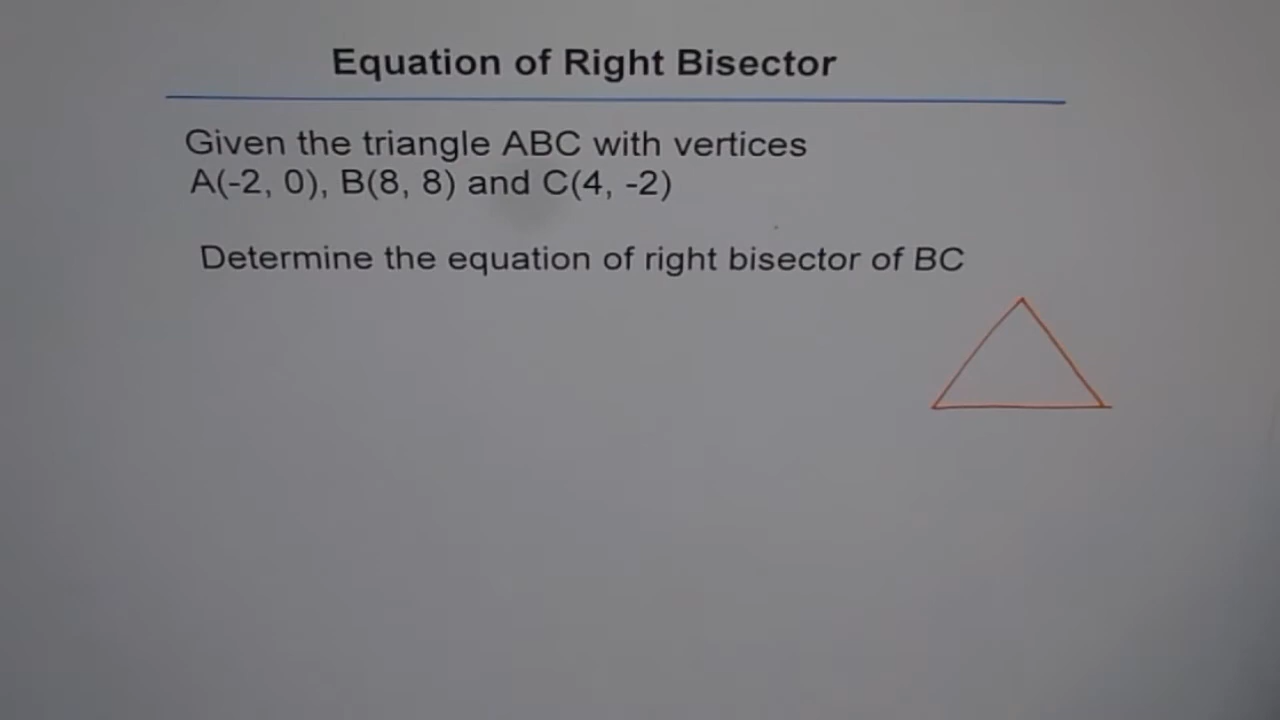 Equation of Right Bisector
Given the triangle ABC with vertices
A(-2, 0), B(8, 8) and C(4, -2)
Determine the equation of right bisector of BC